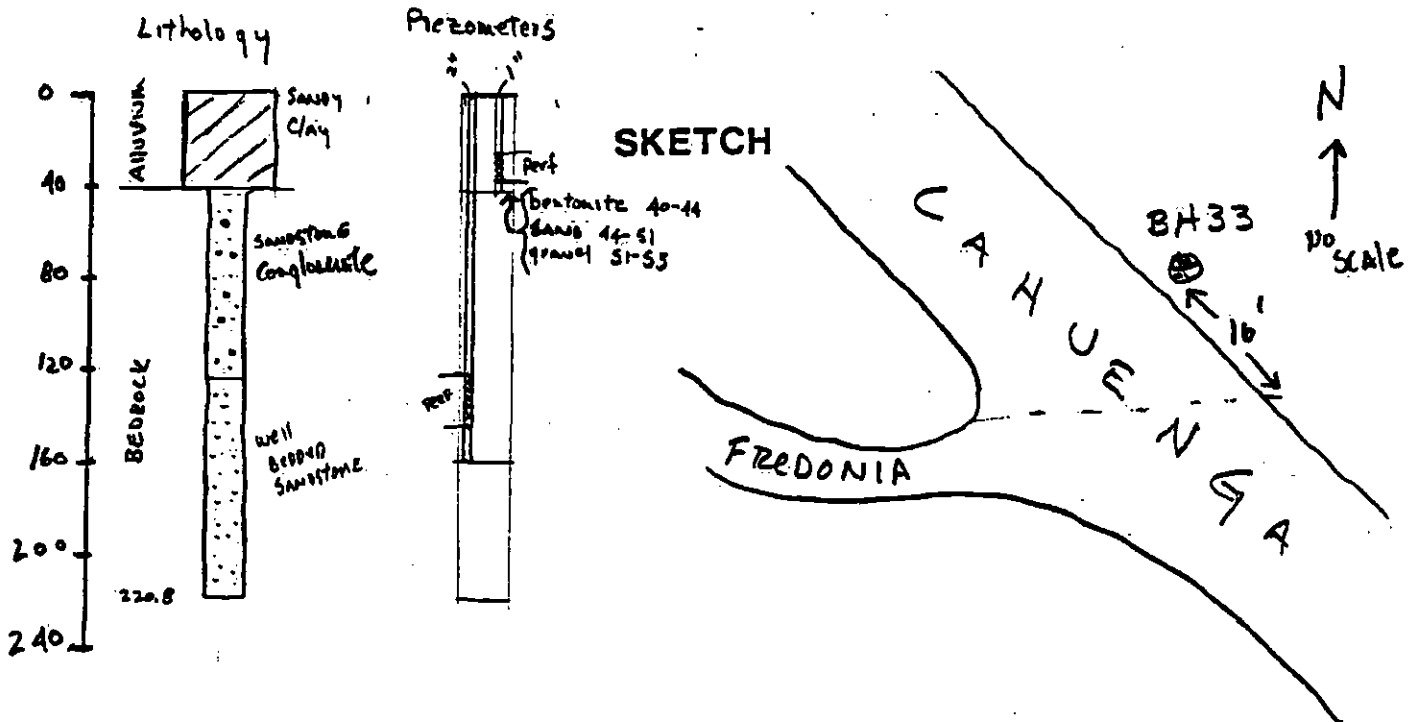 Lithology
Piezometers
2"
1"
0
40
80
120
160
200
240
ALLUVIUM
BEDROCK
Sandy
Clay
SANDSTONE
Conglomerate
well
BEDDED
SANDSTONE
220.8
Perf
bentonite 40-44
SAND 44-51
gravel 51-53
Perf
SKETCH
CAHUENGA
FREDONIA
BH33
16'
N
NO
SCALE